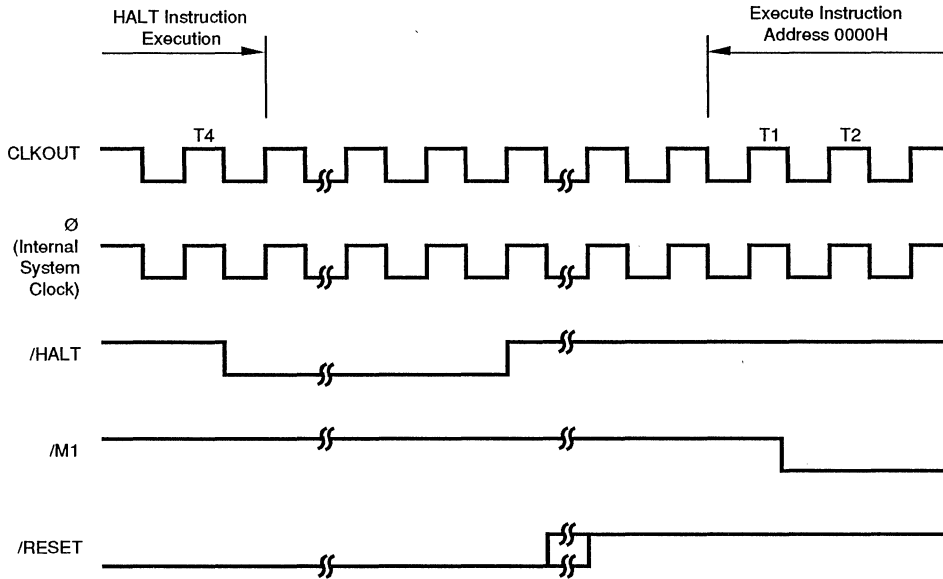 HALT Instruction
Execution
Execute Instruction
Address 0000H
T4
T1
T2
CLKOUT
Ø
(Internal
System
Clock)
/HALT
/M1
/RESET